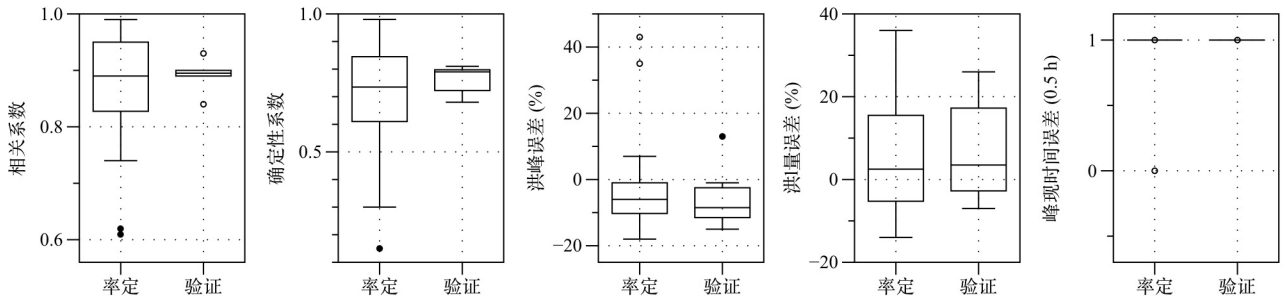 相关系数
1.0
0.8
0.6
率定
验证
确定性系数
1.0
0.5
率定
验证
洪峰误差 (%)
40
20
0
−20
率定
验证
洪量误差 (%)
40
20
0
−20
率定
验证
峰现时间误差 (0.5 h)
1
0
率定
验证